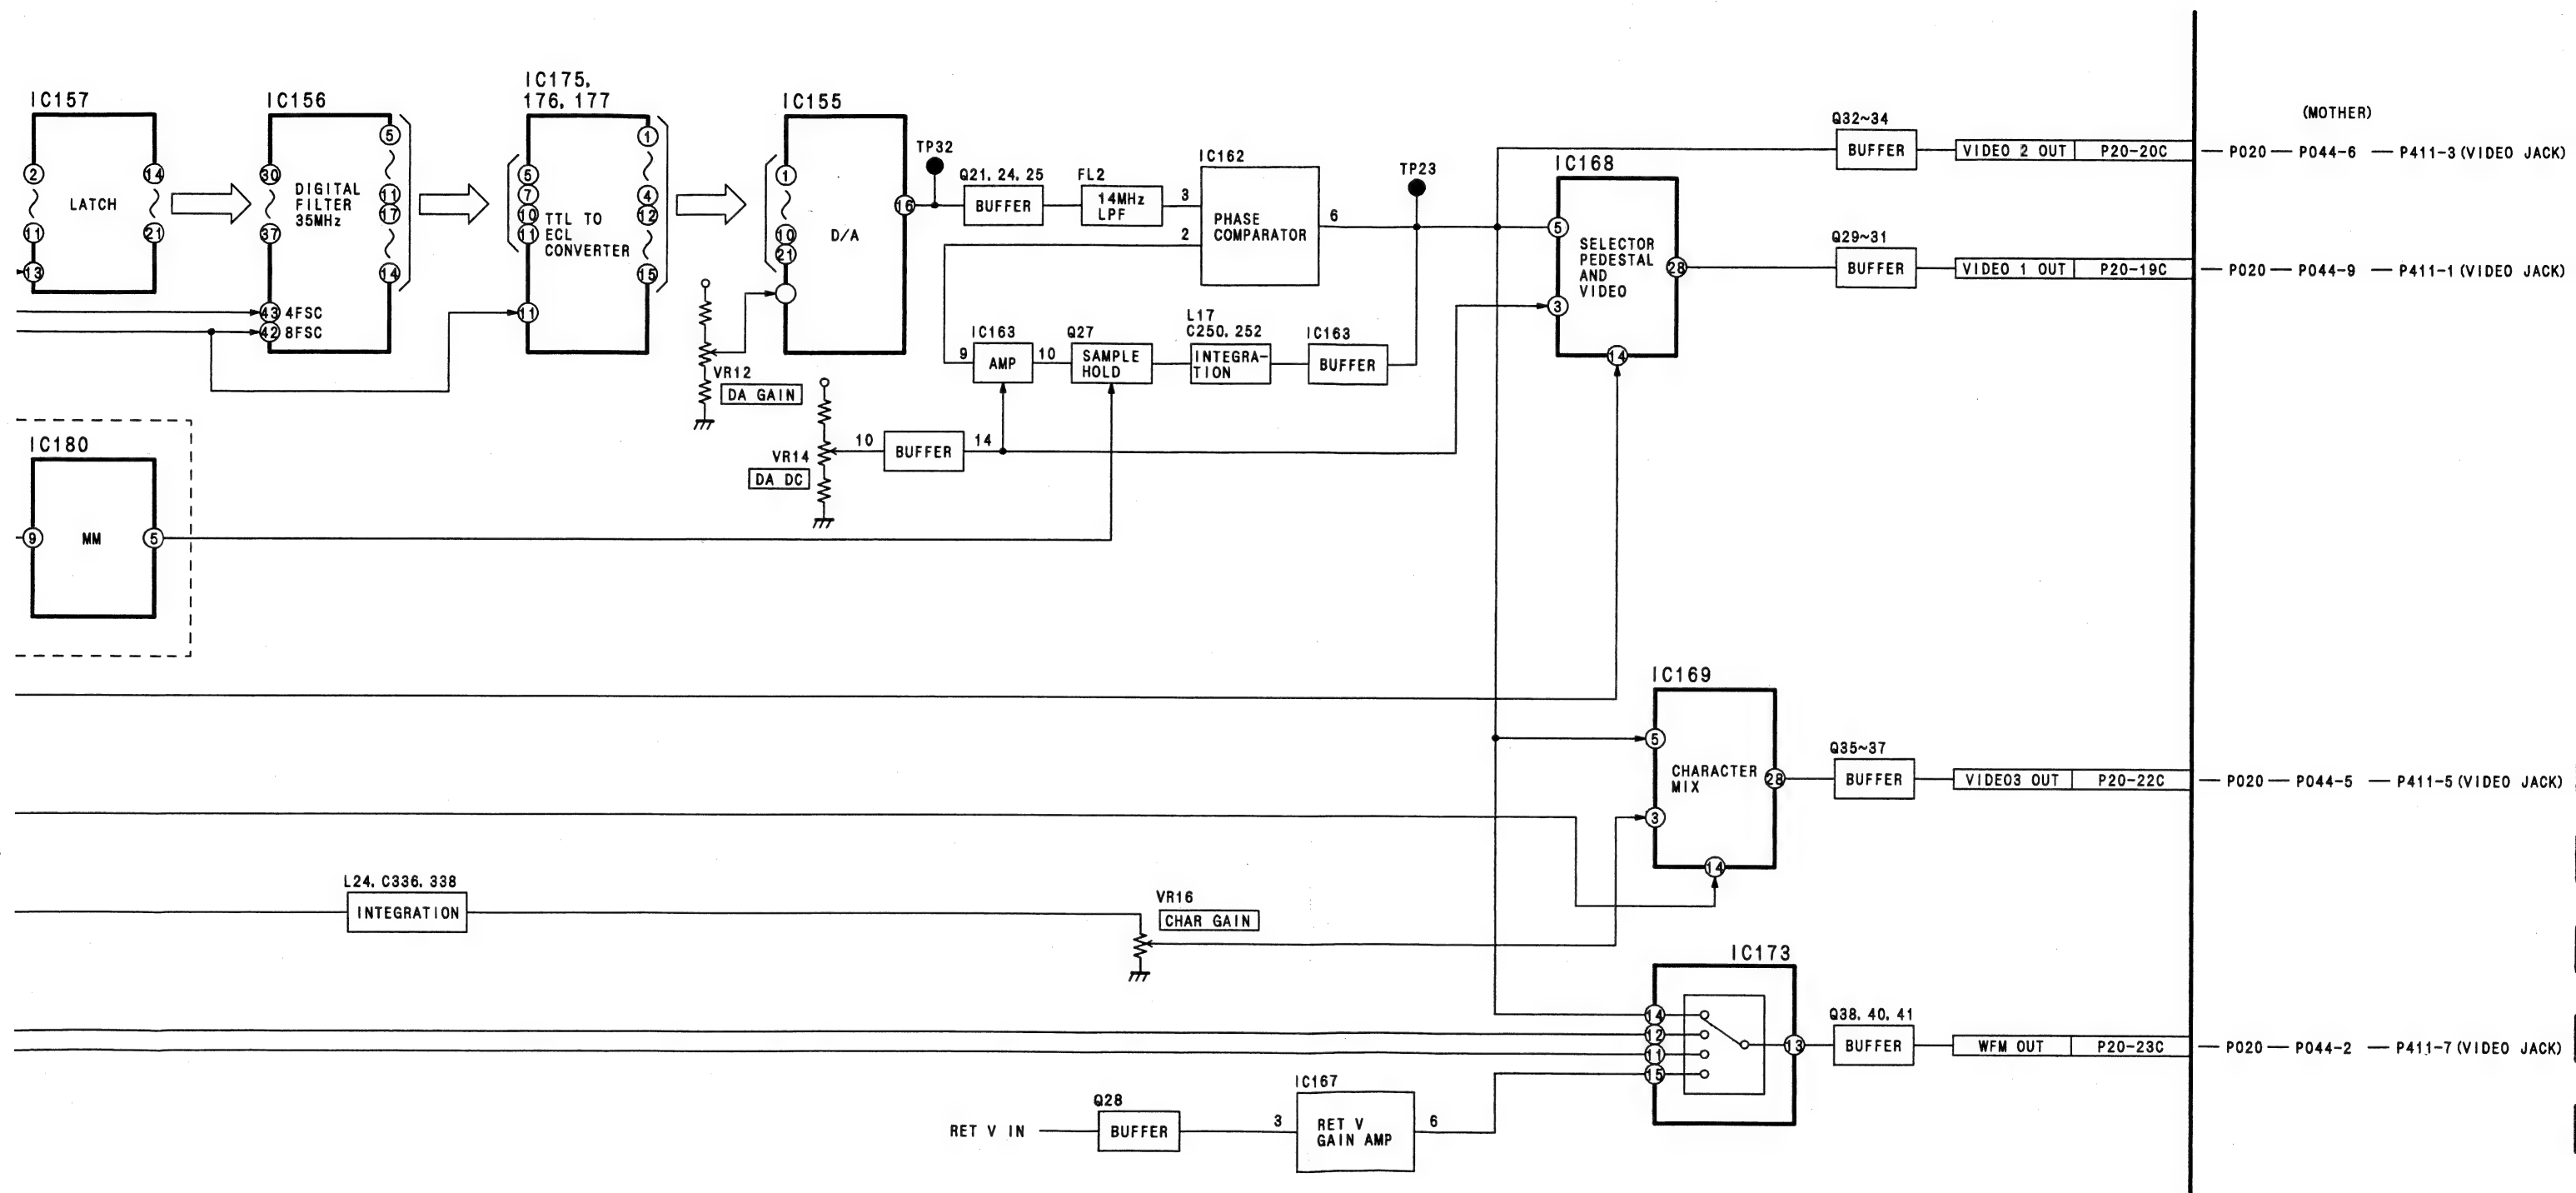 IC157
2
11
13
14
21
LATCH
IC156
30
37
43 4FSC
42 8FSC
DIGITAL
FILTER
35MHz
5
11
17
14
IC175,
176, 177
5
7
10
11
11
TTL TO
ECL
CONVERTER
1
4
12
15
IC155
1
10
21
D/A
16
TP32
Q21, 24, 25
BUFFER
FL2
14MHz
LPF
3
2
IC162
PHASE
COMPARATOR
6
TP23
VR12
DA GAIN
9
IC163
AMP
10
Q27
SAMPLE
HOLD
L17
C250, 252
INTEGRA-
TION
IC163
BUFFER
VR14
DA DC
10
BUFFER
14
IC168
5
3
14
28
SELECTOR
PEDESTAL
AND
VIDEO
Q32~34
BUFFER
VIDEO 2 OUT P20-20C
(MOTHER)
P020 — P044-6 — P411-3 (VIDEO JACK)
Q29~31
BUFFER
VIDEO 1 OUT P20-19C
P020 — P044-9 — P411-1 (VIDEO JACK)
IC180
9
MM
5
IC169
5
3
14
28
CHARACTER
MIX
Q35~37
BUFFER
VIDEO3 OUT P20-22C
P020 — P044-5 — P411-5 (VIDEO JACK)
L24, C336, 338
INTEGRATION
VR16
CHAR GAIN
IC173
14
12
11
15
13
Q38, 40, 41
BUFFER
WFM OUT P20-23C
P020 — P044-2 — P411-7 (VIDEO JACK)
RET V IN
Q28
BUFFER
3
IC167
RET V
GAIN AMP
6